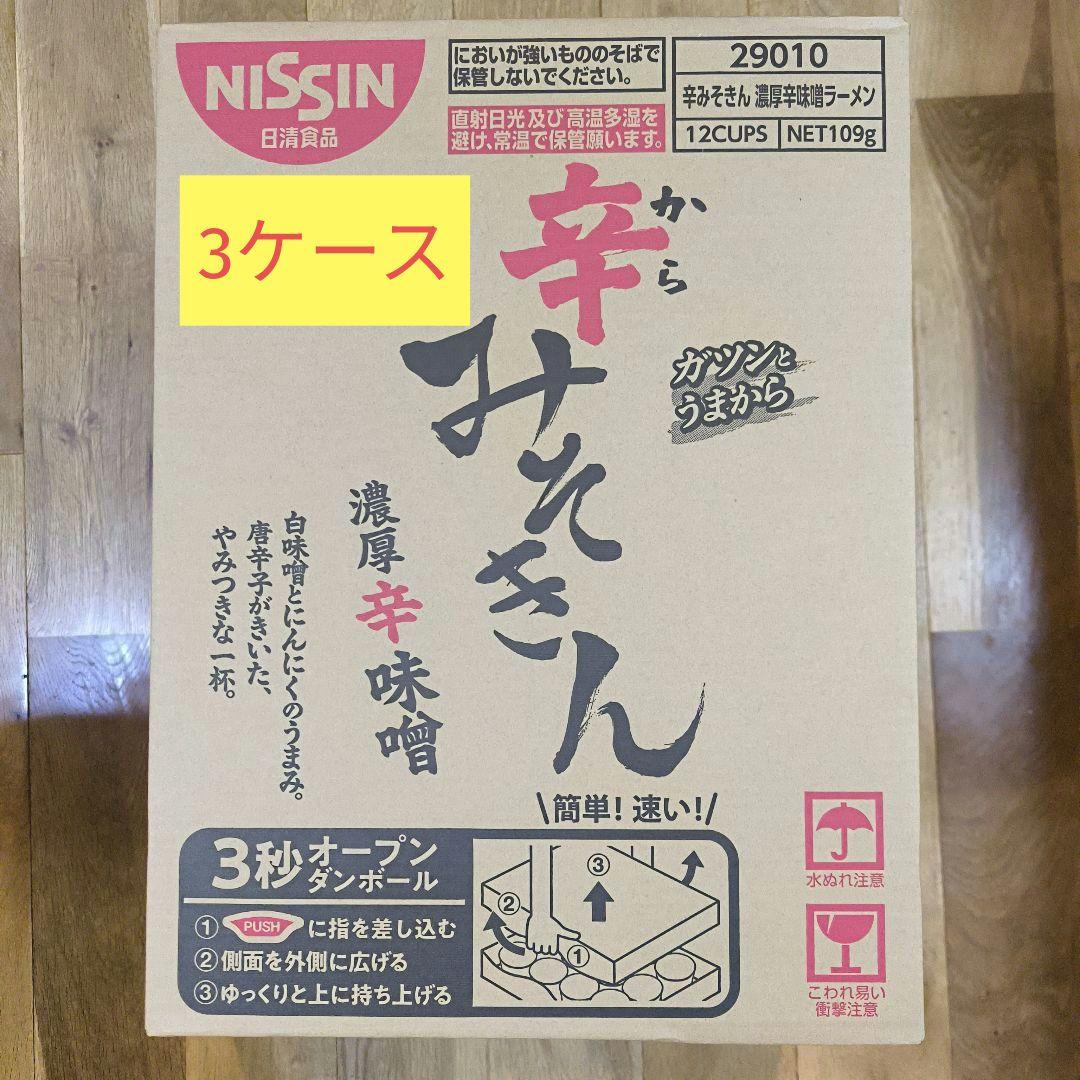 NISSIN
日清食品
においが強いもののそばで
保管しないでください。
直射日光及び高温多湿を
避け、常温で保管願います。
29010
辛みそきん 濃厚辛味噌ラーメン
12CUPS NET109g
3ケース
辛
から
みそきん
ガツンと
うまから
濃厚辛味噌
白味噌とにんにくのうまみ。
唐辛子がきいた、
やみつきな一杯。
\簡単! 速い!/
3秒オープン
ダンボール
① PUSH に指を差し込む
② 側面を外側に広げる
③ ゆっくりと上に持ち上げる
③
②
①
水ぬれ注意
こわれ易い
衝撃注意